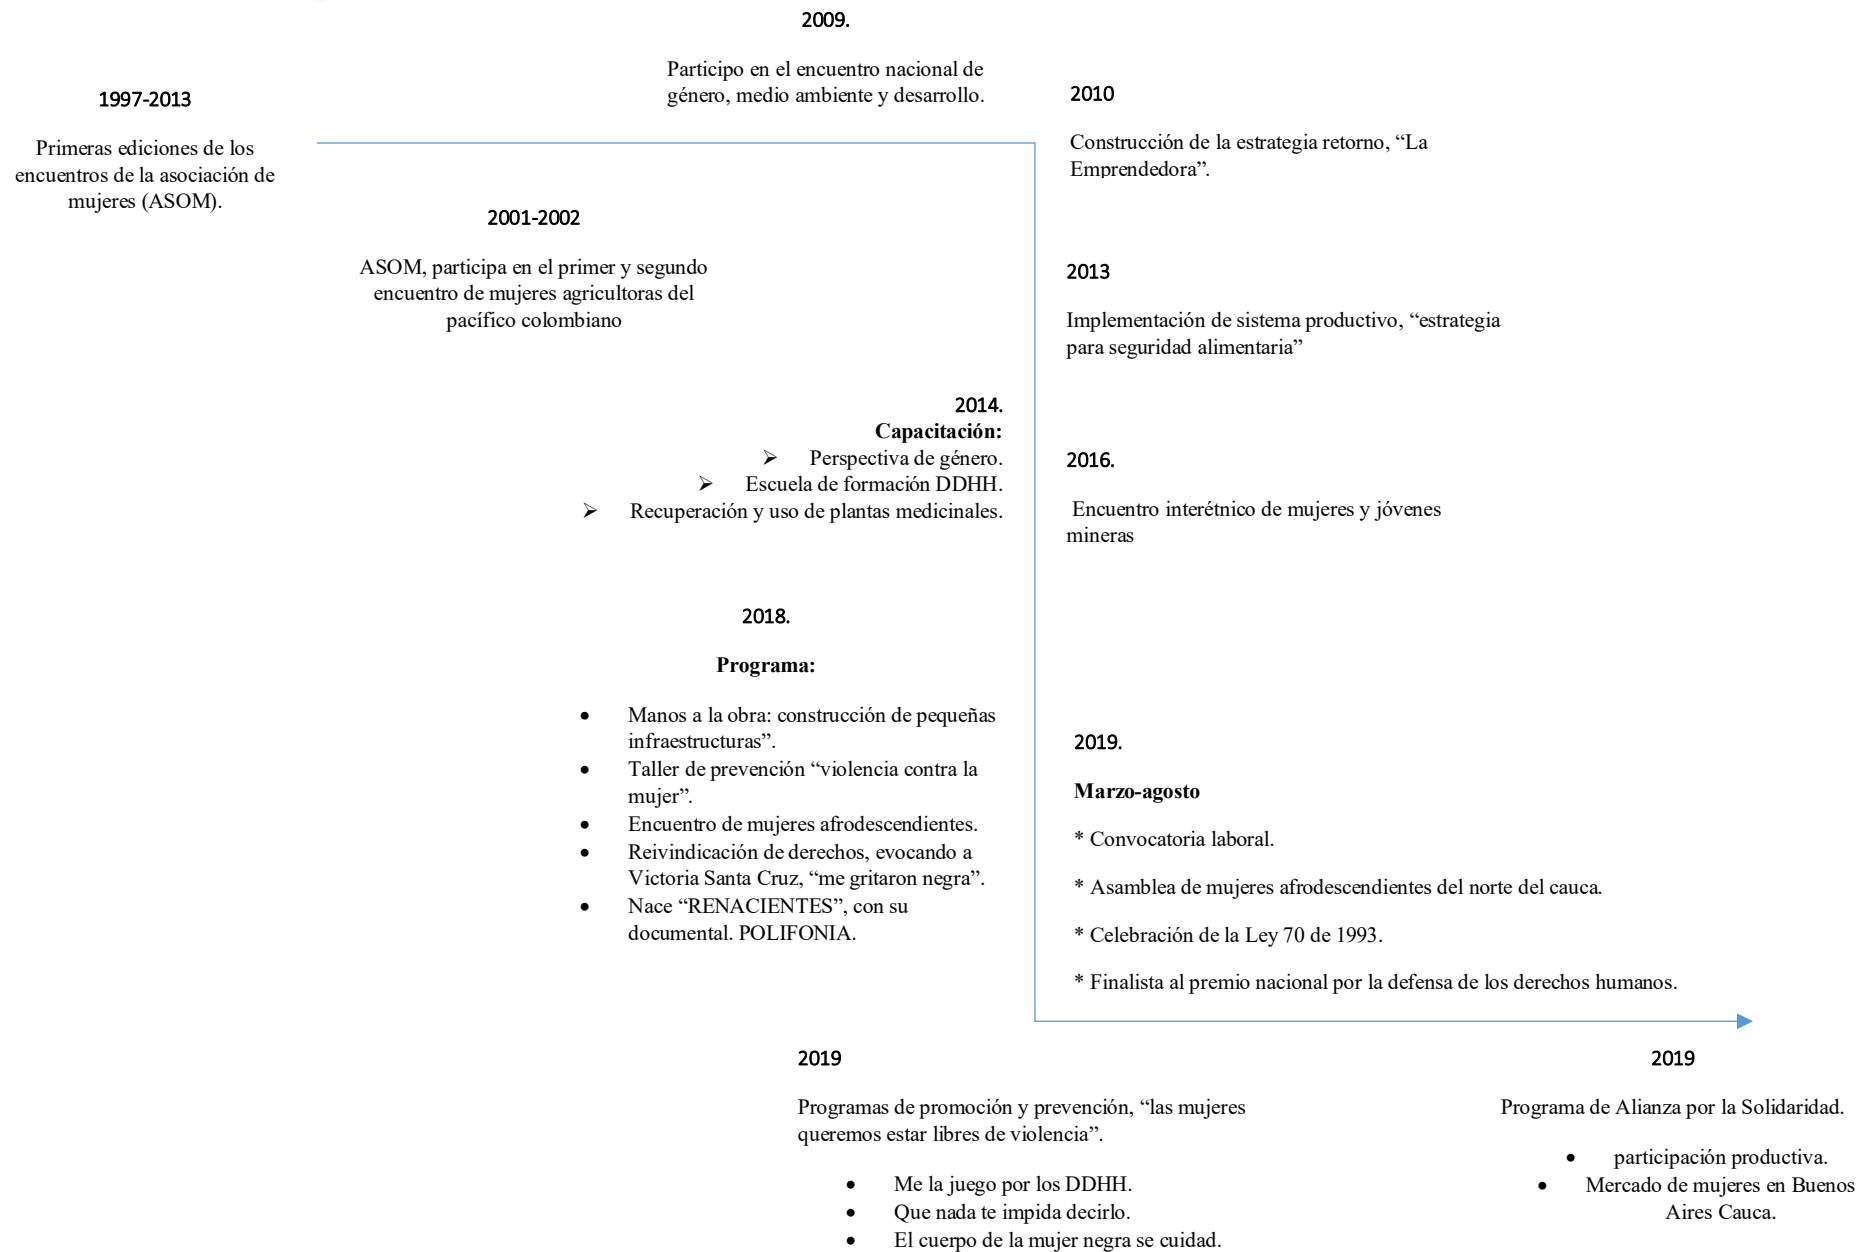 1997-2013
Primeras ediciones de los
encuentros de la asociación de
mujeres (ASOM).
2001-2002
ASOM, participa en el primer y segundo
encuentro de mujeres agricultoras del
pacífico colombiano
2009.
Participo en el encuentro nacional de
género, medio ambiente y desarrollo.
2010
Construcción de la estrategia retorno, “La
Emprendedora”.
2013
Implementación de sistema productivo, “estrategia
para seguridad alimentaria”
2014.
Capacitación:
➢ Perspectiva de género.
➢ Escuela de formación DDHH.
➢ Recuperación y uso de plantas medicinales.
2016.
Encuentro interétnico de mujeres y jóvenes
mineras
2018.
Programa:
• Manos a la obra: construcción de pequeñas
infraestructuras”.
• Taller de prevención “violencia contra la
mujer”.
• Encuentro de mujeres afrodescendientes.
• Reivindicación de derechos, evocando a
Victoria Santa Cruz, “me gritaron negra”.
• Nace “RENACIENTES”, con su
documental. POLIFONIA.
2019.
Marzo-agosto
* Convocatoria laboral.
* Asamblea de mujeres afrodescendientes del norte del cauca.
* Celebración de la Ley 70 de 1993.
* Finalista al premio nacional por la defensa de los derechos humanos.
2019
Programas de promoción y prevención, “las mujeres
queremos estar libres de violencia”.
• Me la juego por los DDHH.
• Que nada te impida decirlo.
• El cuerpo de la mujer negra se cuidad.
2019
Programa de Alianza por la Solidaridad.
• participación productiva.
• Mercado de mujeres en Buenos
Aires Cauca.